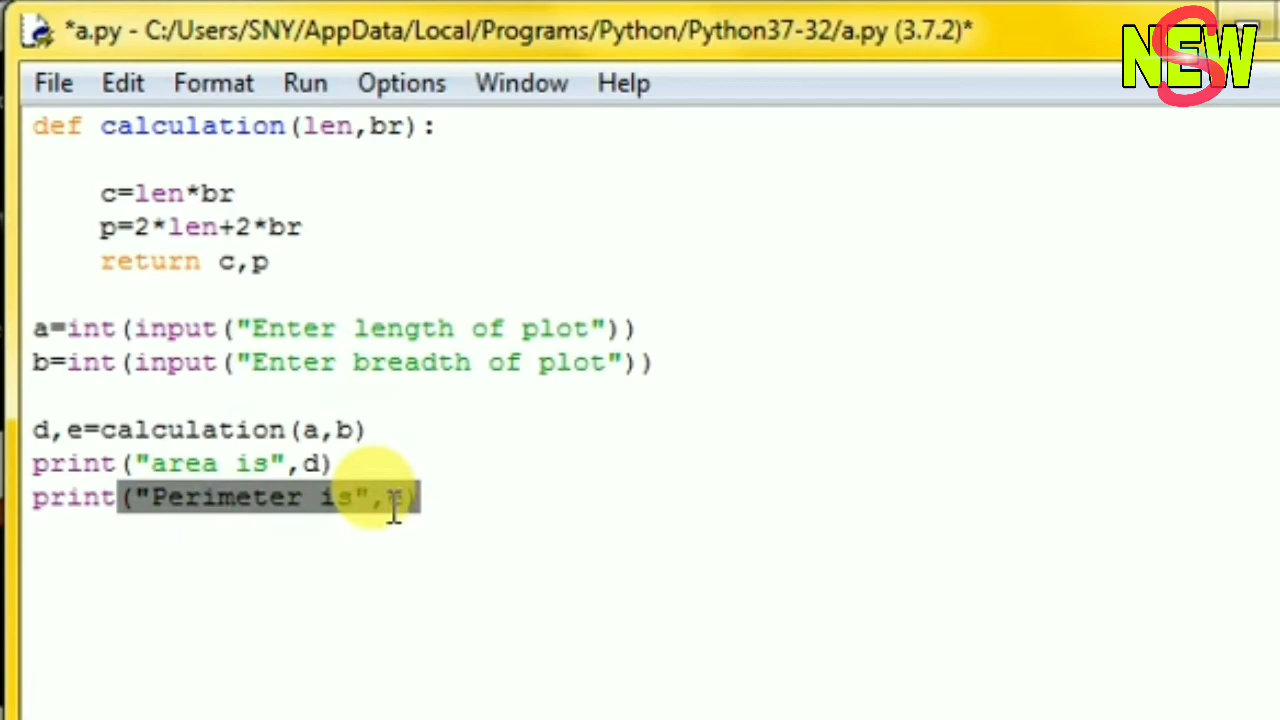 *a.py - C:/Users/SNY/AppData/Local/Programs/Python/Python37-32/a.py (3.7.2)*
NEW
S
File Edit Format Run Options Window Help
def calculation(len,br):
    c=len*br
    p=2*len+2*br
    return c,p
a=int(input("Enter length of plot"))
b=int(input("Enter breadth of plot"))
d,e=calculation(a,b)
print("area is",d)
print("Perimeter is",e)